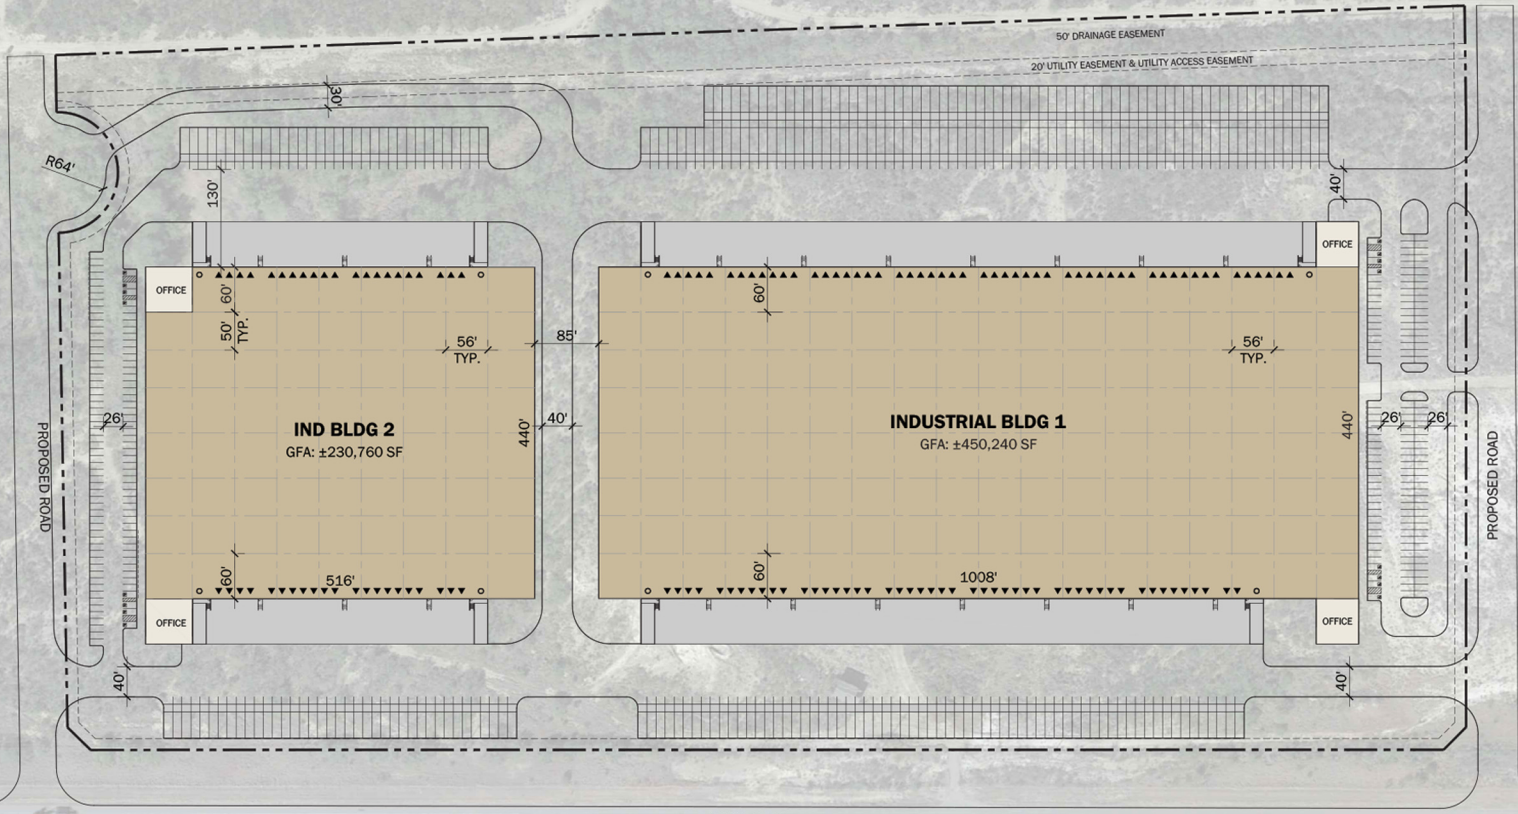 50' DRAINAGE EASEMENT
20' UTILITY EASEMENT & UTILITY ACCESS EASEMENT
30'
R64'
130'
40'
OFFICE
OFFICE
60'
50'
TYP.
56'
TYP.
85'
60'
56'
TYP.
26'
IND BLDG 2
GFA: ±230,760 SF
440'
40'
INDUSTRIAL BLDG 1
GFA: ±450,240 SF
440'
26'
26'
PROPOSED ROAD
PROPOSED ROAD
60'
516'
60'
1008'
OFFICE
OFFICE
40'
40'